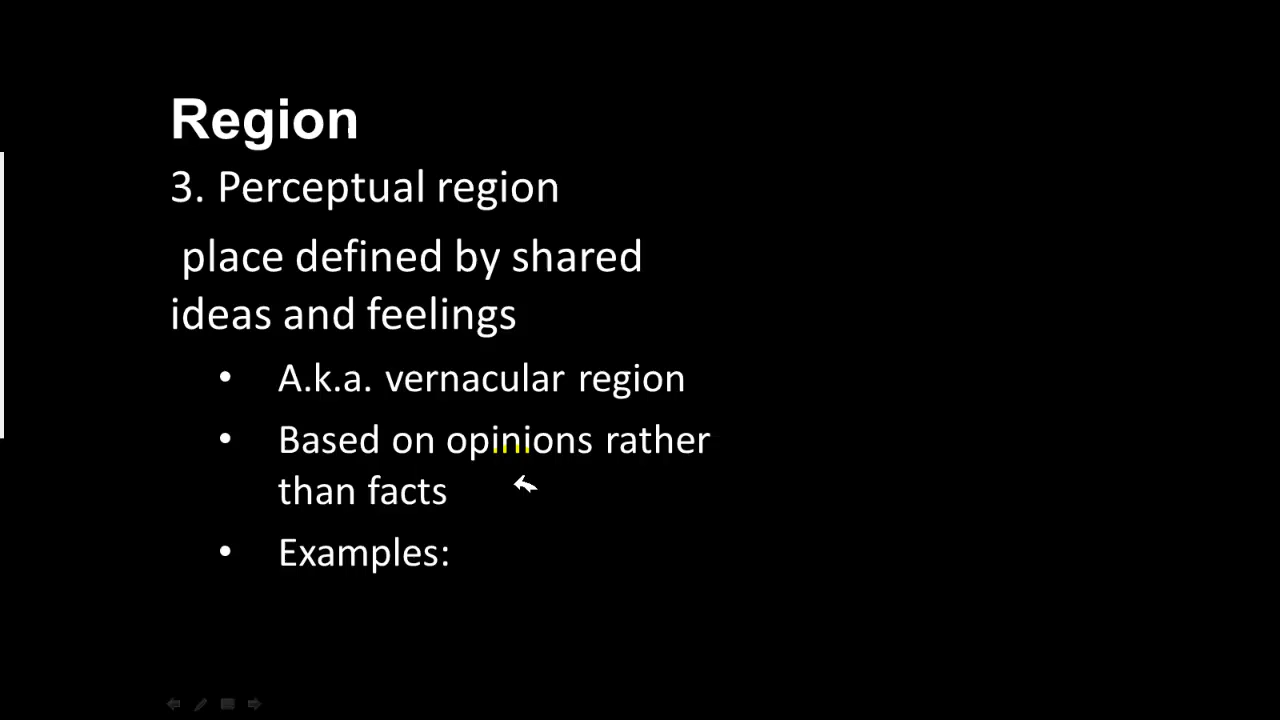 Region
3. Perceptual region
place defined by shared
ideas and feelings
• A.k.a. vernacular region
• Based on opinions rather
than facts
• Examples: